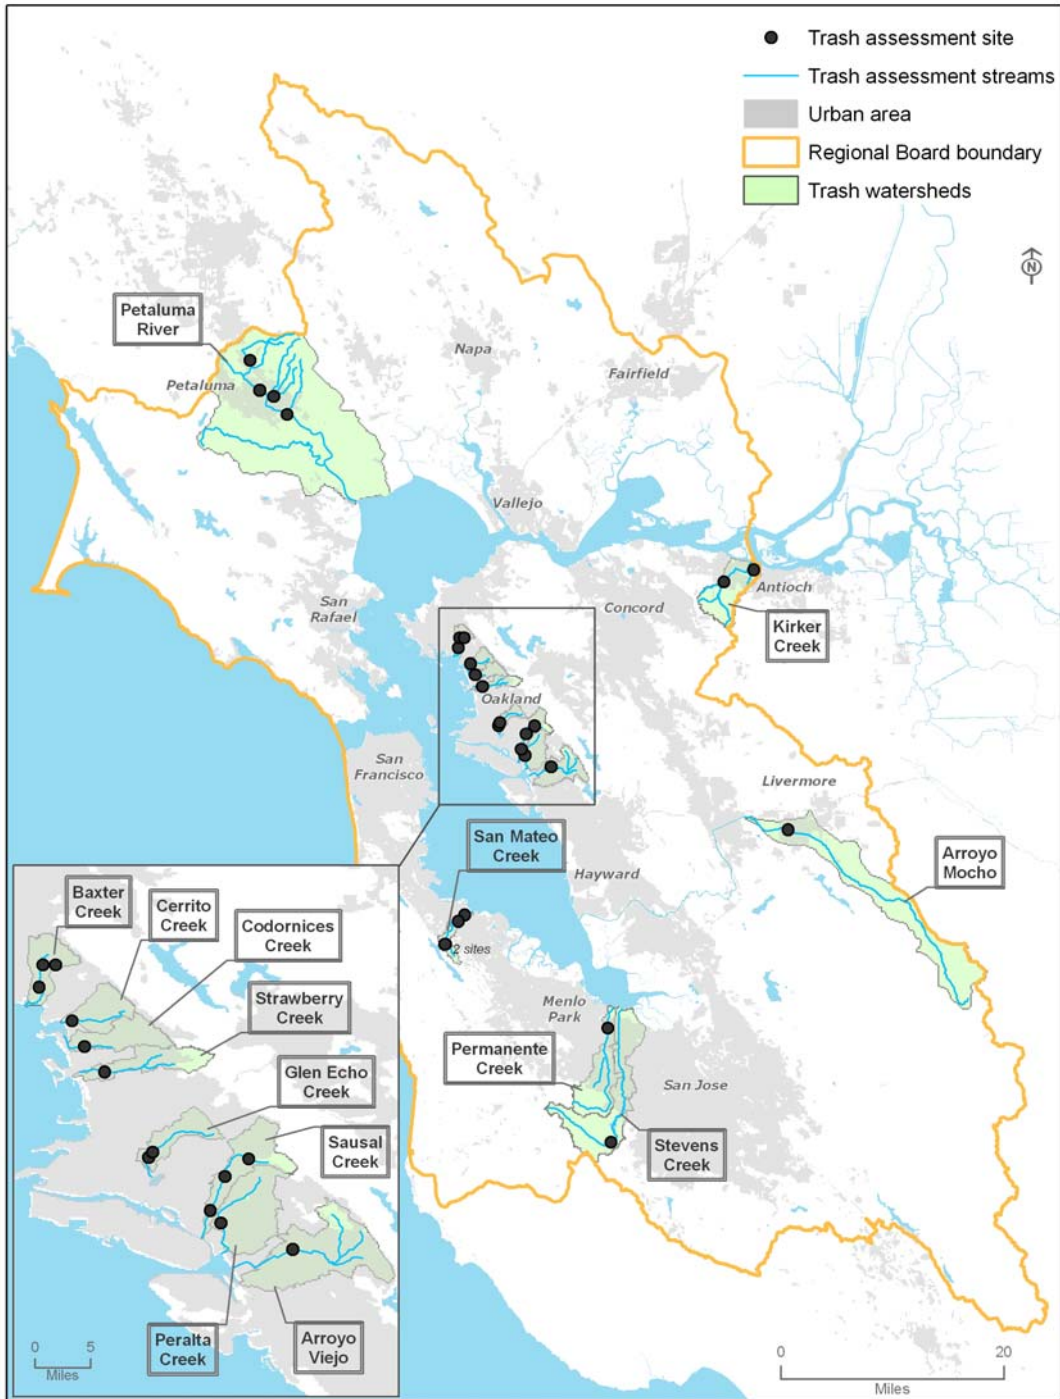 Trash assessment site
Trash assessment streams
Urban area
Regional Board boundary
Trash watersheds
N
Petaluma
River
Petaluma
Napa
Fairfield
Vallejo
San
Rafael
Concord
Antioch
Kirker
Creek
Oakland
San
Francisco
Livermore
San Mateo
Creek
Hayward
Arroyo
Mocho
2 sites
Menlo
Park
Permanente
Creek
San Jose
Stevens
Creek
Baxter
Creek
Cerrito
Creek
Codornices
Creek
Strawberry
Creek
Glen Echo
Creek
Sausal
Creek
Peralta
Creek
Arroyo
Viejo
0 5
Miles
0 20
Miles